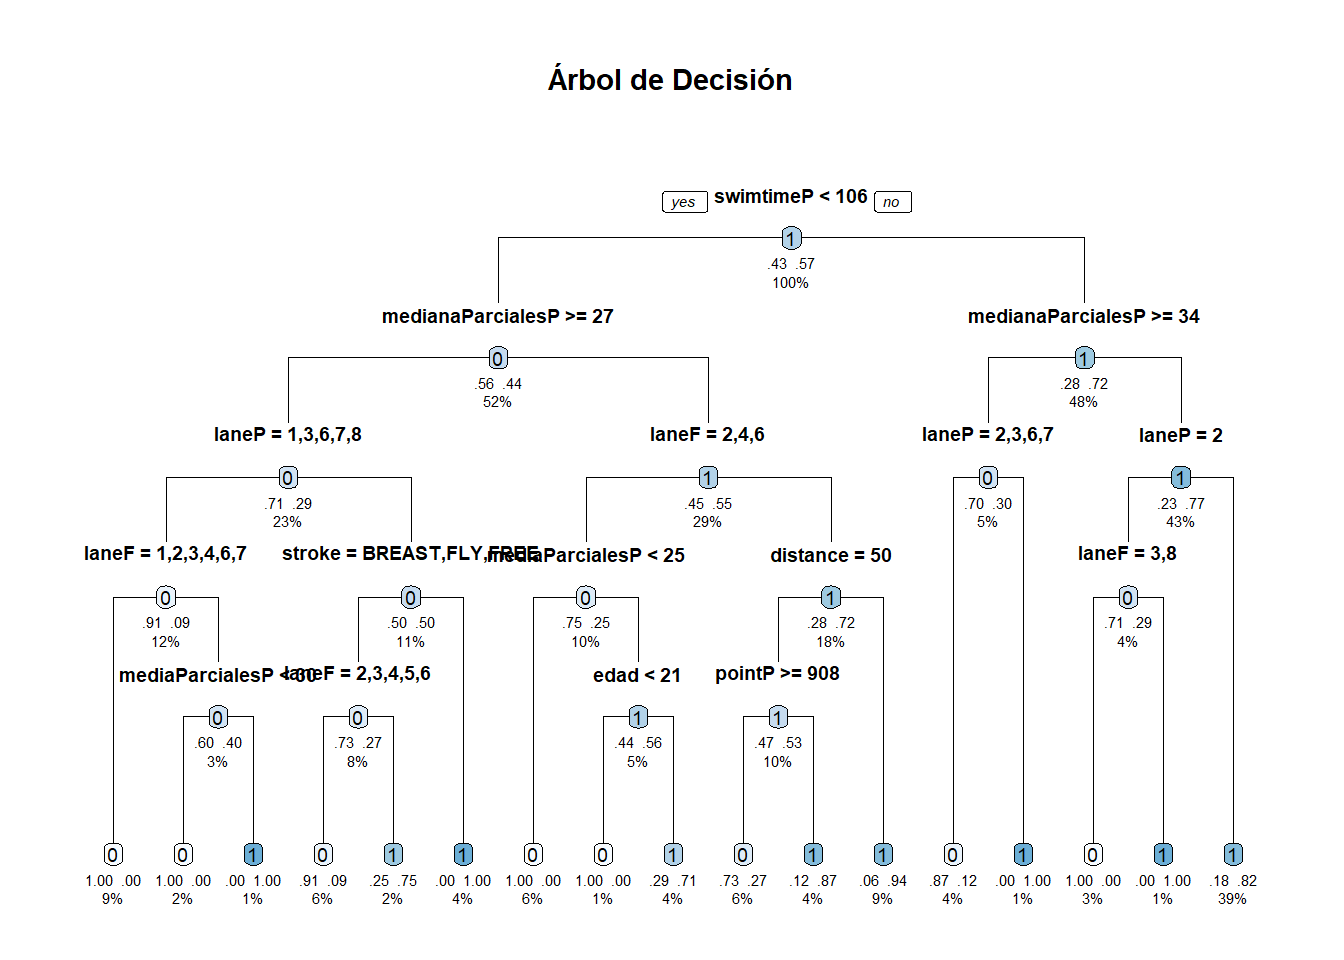 Árbol de Decisión
yes swimtimeP < 106 no
1
.43 .57
100%
medianaParcialesP >= 27 medianaParcialesP >= 34
0 1
.56 .44 .28 .72
52% 48%
laneP = 1,3,6,7,8 laneF = 2,4,6 laneP = 2,3,6,7 laneP = 2
0 1 0 1
.71 .29 .45 .55 .70 .30 .23 .77
23% 29% 5% 43%
laneF = 1,2,3,4,6,7 stroke = BREAST,FLY,FREE mediaParcialesP < 25 distance = 50 laneF = 3,8
0 0 0 1 0
.91 .09 .50 .50 .75 .25 .28 .72 .71 .29
12% 11% 10% 18% 4%
mediaParcialesP < 30 laneF = 2,3,4,5,6 edad < 21 pointP >= 908
0 0 1 1
.60 .40 .73 .27 .44 .56 .47 .53
3% 8% 5% 10%
0 0 1 0 1 1 0 0 1 0 1 1 0 1 0 1 1
1.00 .00 1.00 .00 .00 1.00 .91 .09 .25 .75 .00 1.00 1.00 .00 1.00 .00 .29 .71 .73 .27 .12 .87 .06 .94 .87 .12 .00 1.00 1.00 .00 .00 1.00 .18 .82
9% 2% 1% 6% 2% 4% 6% 1% 4% 6% 4% 9% 4% 1% 3% 1% 39%